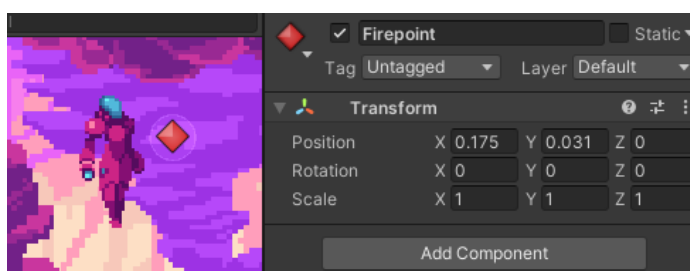 Firepoint Static
Tag Untagged Layer Default
Transform
Position X 0.175 Y 0.031 Z 0
Rotation X 0 Y 0 Z 0
Scale X 1 Y 1 Z 1
Add Component